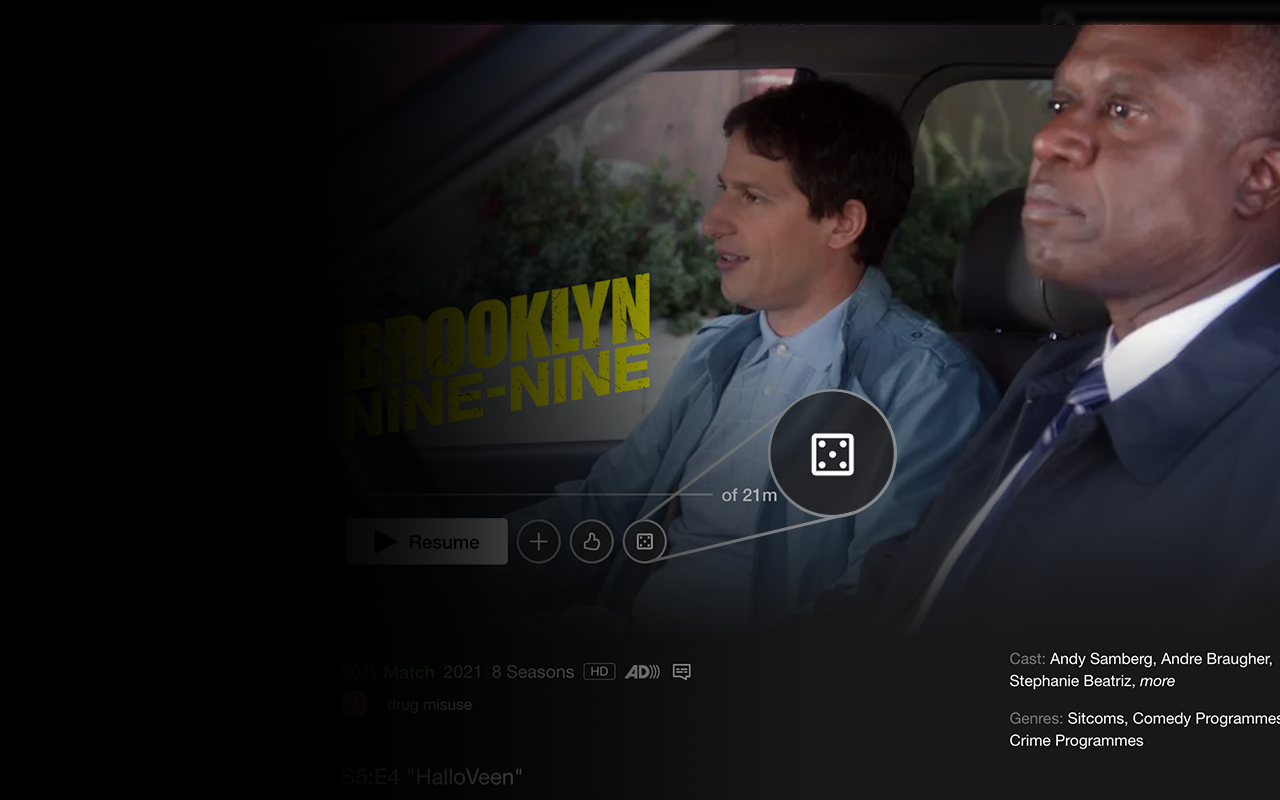 BROOKLYN
NINE-NINE
of 21m
Resume
90% Match 2021 8 Seasons HD AD
drug misuse
S5:E4 "HalloVeen"
Cast: Andy Samberg, Andre Braugher,
Stephanie Beatriz, more
Genres: Sitcoms, Comedy Programmes
Crime Programmes